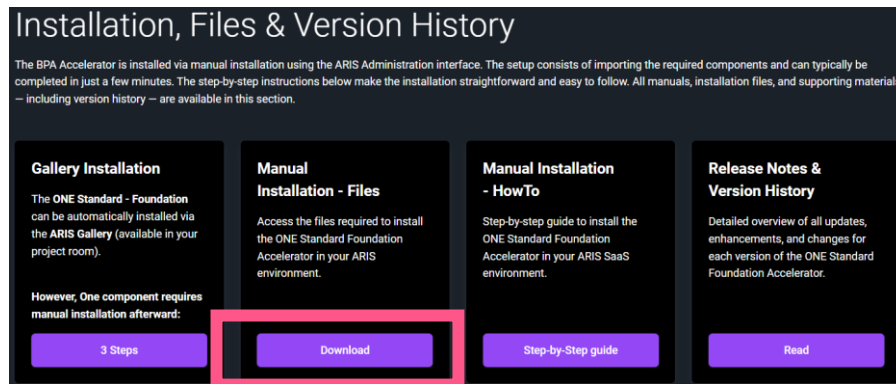 Installation, Files & Version History
The BPA Accelerator is installed via manual installation using the ARIS Administration interface. The setup consists of importing the required components and can typically be
completed in just a few minutes. The step-by-step instructions below make the installation straightforward and easy to follow. All manuals, installation files, and supporting materials
— including version history — are available in this section.
Gallery Installation
The ONE Standard - Foundation
can be automatically installed via
the ARIS Gallery (available in your
project room).
However, One component requires
manual installation afterward:
3 Steps
Manual
Installation - Files
Access the files required to install
the ONE Standard Foundation
Accelerator in your ARIS
environment.
Download
Manual Installation
- HowTo
Step-by-step guide to install the
ONE Standard Foundation
Accelerator in your ARIS SaaS
environment.
Step-by-Step guide
Release Notes &
Version History
Detailed overview of all updates,
enhancements, and changes for
each version of the ONE Standard
Foundation Accelerator.
Read